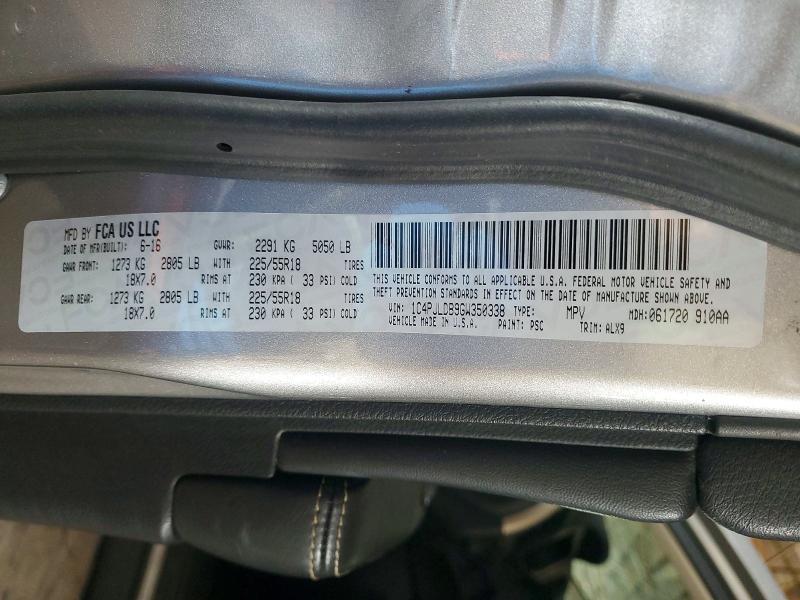 MFD BY FCA US LLC
DATE OF MFR(BUILT): 6-16 GVWR: 2291 KG 5050 LB
GAWR FRONT: 1273 KG 2805 LB WITH 225/55R18 TIRES
18X7.0 RIMS AT 230 KPA ( 33 PSI) COLD
GAWR REAR: 1273 KG 2805 LB WITH 225/55R18 TIRES
18X7.0 RIMS AT 230 KPA ( 33 PSI) COLD
THIS VEHICLE CONFORMS TO ALL APPLICABLE U.S.A. FEDERAL MOTOR VEHICLE SAFETY AND
THEFT PREVENTION STANDARDS IN EFFECT ON THE DATE OF MANUFACTURE SHOWN ABOVE.
VIN: 1C4PJLDB9GW350338 TYPE: MPV MDH: 061720 910AA
VEHICLE MADE IN U.S.A. PAINT: PSC TRIM: ALX9